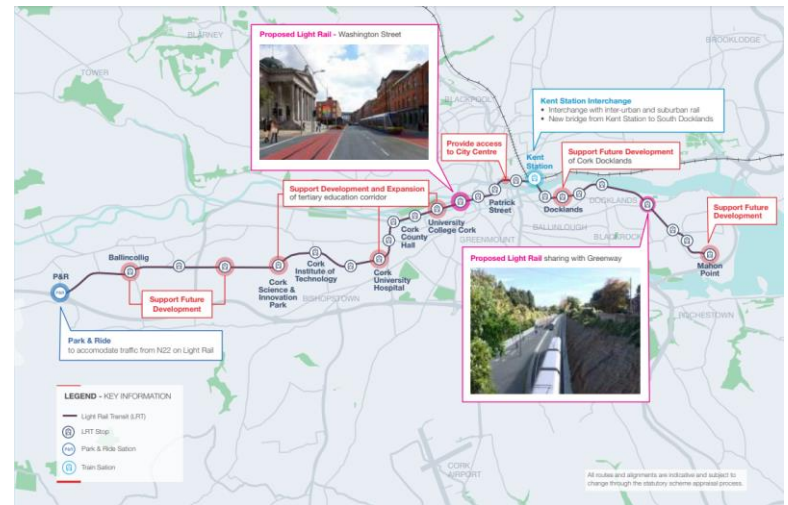 BLARNEY
BROOKLODGE
TOWER
Proposed Light Rail - Washington Street
BLACKPOOL
Kent Station Interchange
• Interchange with inter-urban and suburban rail
• New bridge from Kent Station to South Docklands
Provide access
to City Centre
Kent
Station
Support Future Development
of Cork Docklands
Support Development and Expansion
of tertiary education corridor
Patrick
Street
Docklands
DOCKLANDS
Support Future
Development
University
College Cork
Cork
County
Hall
GREENMOUNT
BALLINLOUGH
BLACKROCK
Ballincollig
Cork
Institute of
Technology
Cork
University
Hospital
Cork
Science &
Innovation
Park
BISHOPSTOWN
Mahon
Point
P&R
P&R
Support Future
Development
Proposed Light Rail sharing with Greenway
ROCHESTOWN
Park & Ride
to accomodate traffic from N22 on Light Rail
LEGEND - KEY INFORMATION
Light Rail Transit (LRT)
LRT Stop
P&R
Park & Ride Sation
Train Sation
CORK
AIRPORT
All routes and alignments are indicative and subject to
change through the statutory scheme appraisal process.